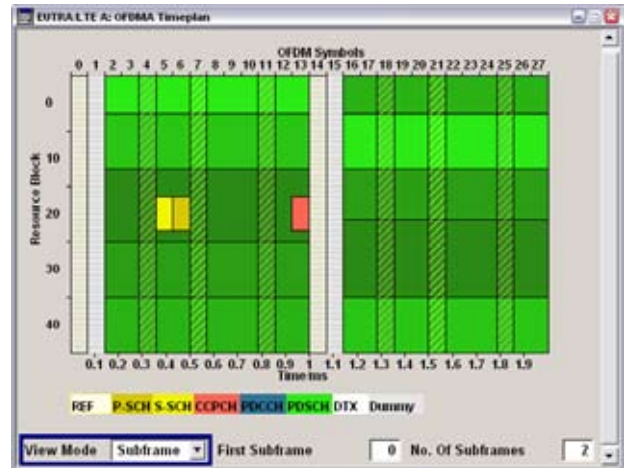 EUTRA/LTE A: OFDMA Timeplan
OFDM Symbols
0 1 2 3 4 5 6 7 8 9 10 11 12 13 14 15 16 17 18 19 20 21 22 23 24 25 26 27
Resource Block
0
10
20
30
40
0.1 0.2 0.3 0.4 0.5 0.6 0.7 0.8 0.9 1 1.1 1.2 1.3 1.4 1.5 1.6 1.7 1.8 1.9
Time/ms
REF P-SCH S-SCH CCPCH PDCCH PDSCH DTX Dummy
View Mode Subframe First Subframe 0 No. Of Subframes 2